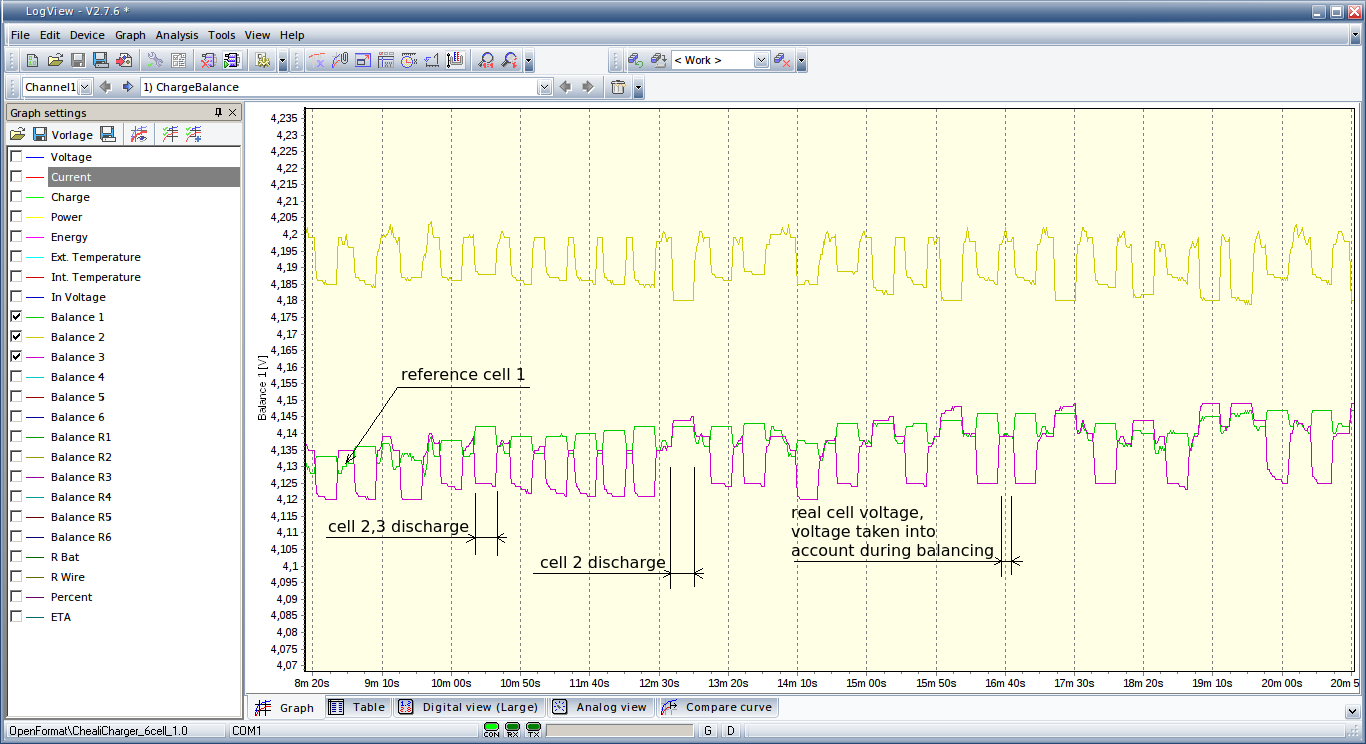 LogView - V2.7.6 *
File Edit Device Graph Analysis Tools View Help
< Work >
Channel1 1) ChargeBalance
Graph settings
Vorlage
Voltage
Current
Charge
Power
Energy
Ext. Temperature
Int. Temperature
In Voltage
Balance 1
Balance 2
Balance 3
Balance 4
Balance 5
Balance 6
Balance R1
Balance R2
Balance R3
Balance R4
Balance R5
Balance R6
R Bat
R Wire
Percent
ETA
Balance 1 [V]
4,235
4,23
4,225
4,22
4,215
4,21
4,205
4,2
4,195
4,19
4,185
4,18
4,175
4,17
4,165
4,16
4,155
4,15
4,145
4,14
4,135
4,13
4,125
4,12
4,115
4,11
4,105
4,1
4,095
4,09
4,085
4,08
4,075
4,07
reference cell 1
cell 2,3 discharge
cell 2 discharge
real cell voltage,
voltage taken into
account during balancing
8m 20s 9m 10s 10m 00s 10m 50s 11m 40s 12m 30s 13m 20s 14m 10s 15m 00s 15m 50s 16m 40s 17m 30s 18m 20s 19m 10s 20m 00s 20m 5
Graph Table Digital view (Large) Analog view Compare curve
OpenFormat\ChealiCharger_6cell_1.0 COM1 CON RX TX G D